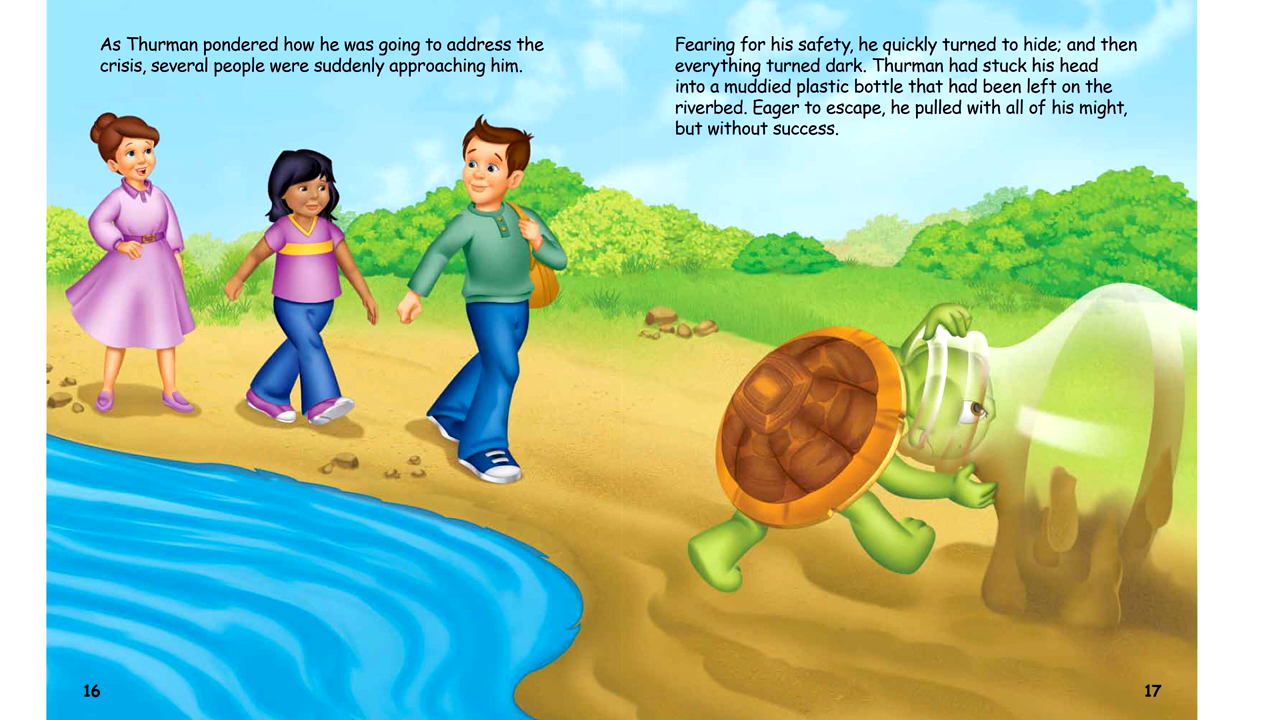 As Thurman pondered how he was going to address the
crisis, several people were suddenly approaching him.
Fearing for his safety, he quickly turned to hide; and then
everything turned dark. Thurman had stuck his head
into a muddied plastic bottle that had been left on the
riverbed. Eager to escape, he pulled with all of his might,
but without success.
16
17